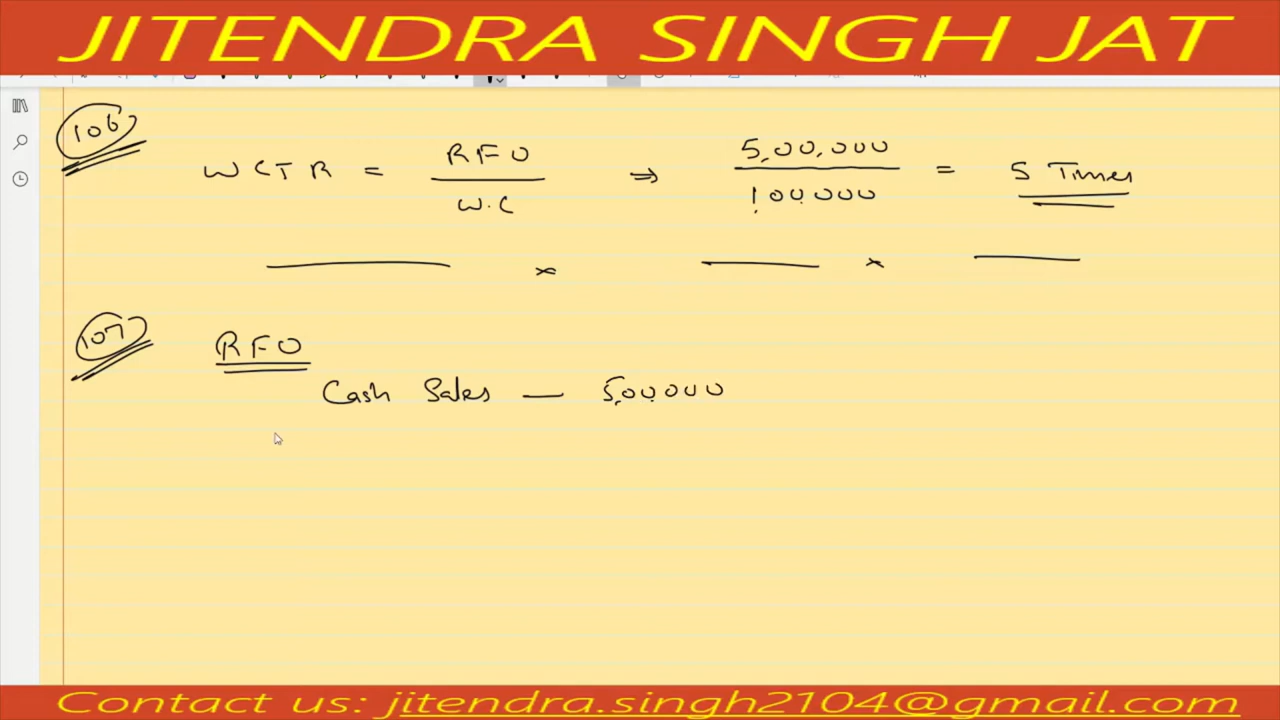 JITENDRA SINGH JAT
106
WCTR = RFO / W.C ⇒ 5,00,000 / 1,00,000 = 5 Times
107
RFO
Cash Sales — 5,00,000
Contact us: jitendra.singh2104@gmail.com